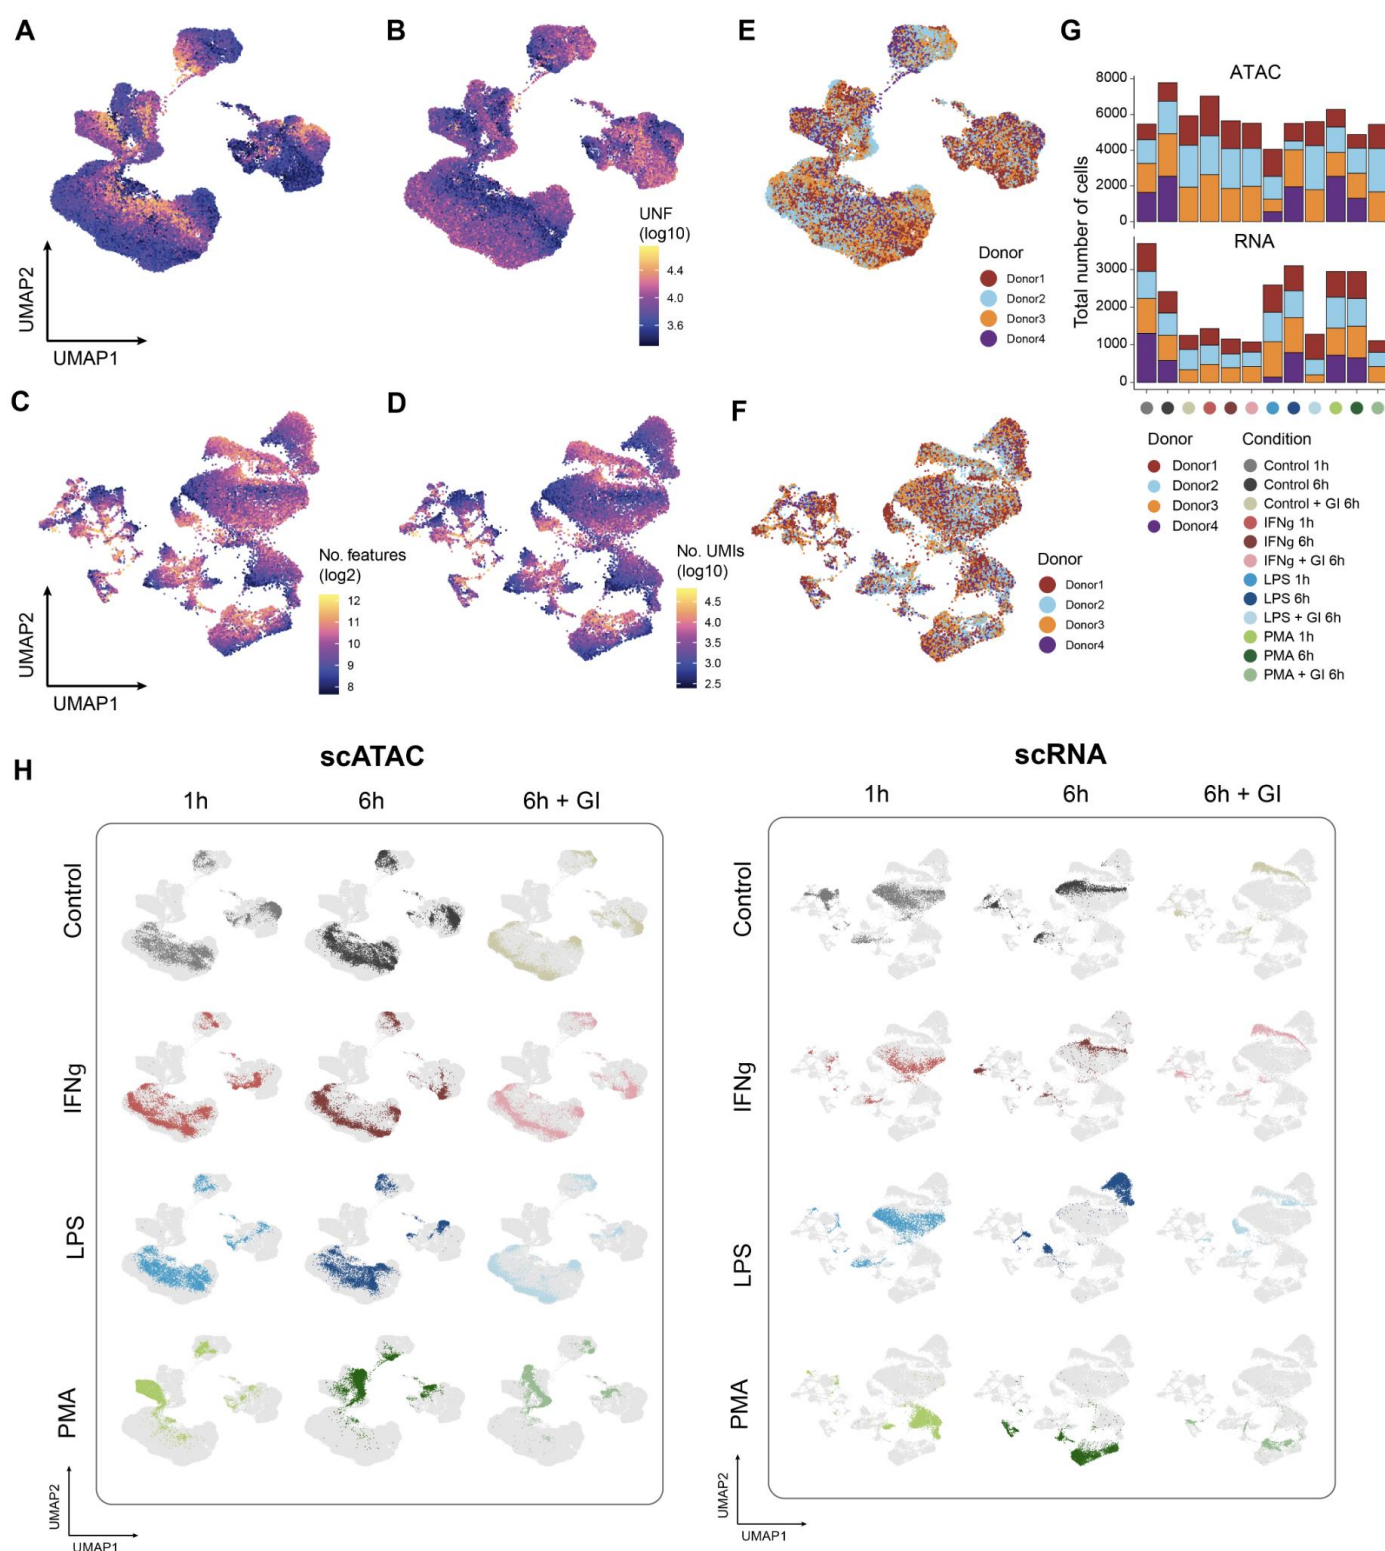 A
B
UNF
(log10)
4.4
4.0
3.6
UMAP2
UMAP1
E
Donor
Donor1
Donor2
Donor3
Donor4
G
ATAC
8000
6000
4000
2000
0
RNA
3000
2000
1000
0
Total number of cells
Donor
Donor1
Donor2
Donor3
Donor4
Condition
Control 1h
Control 6h
Control + GI 6h
IFNg 1h
IFNg 6h
IFNg + GI 6h
LPS 1h
LPS 6h
LPS + GI 6h
PMA 1h
PMA 6h
PMA + GI 6h
C
No. features
(log2)
12
11
10
9
8
UMAP2
UMAP1
D
No. UMIs
(log10)
4.5
4.0
3.5
3.0
2.5
F
Donor
Donor1
Donor2
Donor3
Donor4
H
scATAC
1h
6h
6h + GI
Control
IFNg
LPS
PMA
UMAP2
UMAP1
scRNA
1h
6h
6h + GI
Control
IFNg
LPS
PMA
UMAP2
UMAP1